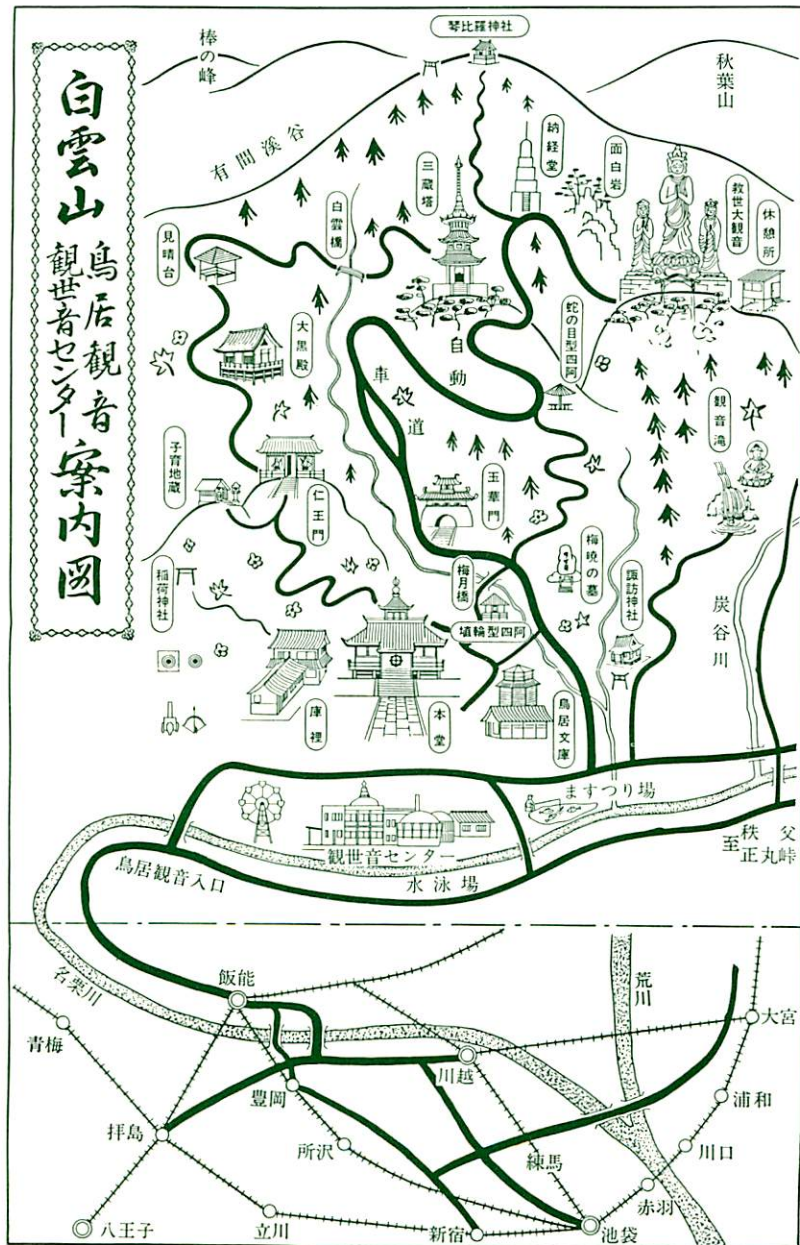 白雲山
鳥居観音
観世音センター
案内図
琴比羅神社
棒の峰
秋葉山
有間渓谷
納経堂
面白岩
三蔵塔
救世大観音
休憩所
白雲橋
見晴台
蛇の目型四阿
大黒殿
自動車道
観音滝
子育地蔵
仁王門
玉華門
梅暁の墓
稲荷神社
梅月橋
諏訪神社
埴輪型四阿
炭谷川
庫裡
本堂
鳥居文庫
ますつり場
観世音センター
至秩父
正丸峠
鳥居観音入口
水泳場
名栗川
飯能
荒川
大宮
青梅
川越
豊岡
浦和
拝島
所沢
練馬
川口
赤羽
八王子
立川
新宿
池袋